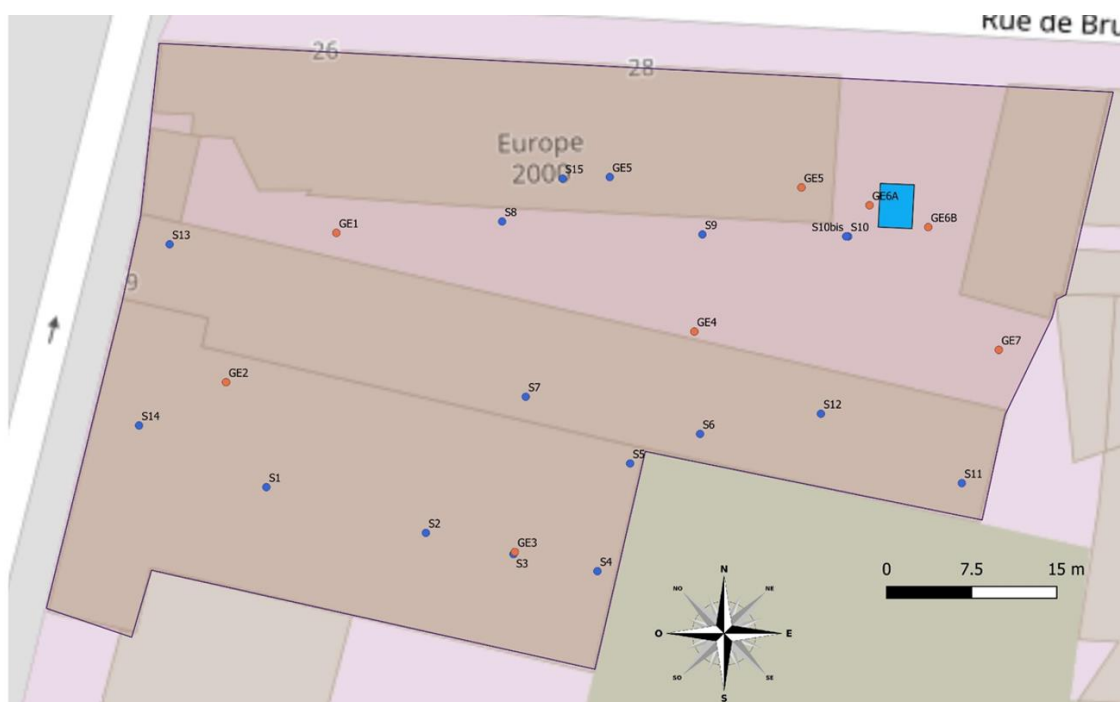 Rue de Bru
26
28
Europe
2000
S15
GE5
GE5
GE6A
GE6B
GE1
S8
S9
S10bis
S10
S13
9
GE4
GE7
GE2
S7
S12
S14
S6
S5
S11
S1
S2
GE3
S3
S4
0 7.5 15 m
N
NO
NE
O
E
SO
SE
S